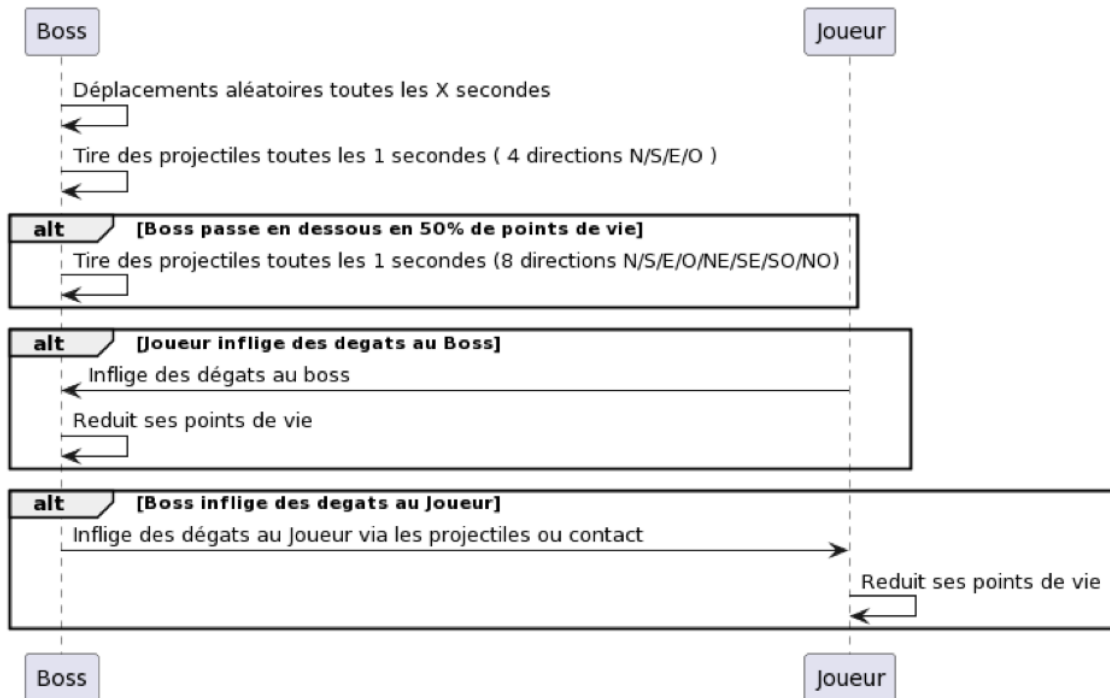 Boss Joueur
Déplacements aléatoires toutes les X secondes
Tire des projectiles toutes les 1 secondes ( 4 directions N/S/E/O )
alt [Boss passe en dessous en 50% de points de vie]
Tire des projectiles toutes les 1 secondes (8 directions N/S/E/O/NE/SE/SO/NO)
alt [Joueur inflige des degats au Boss]
Inflige des dégats au boss
Reduit ses points de vie
alt [Boss inflige des degats au Joueur]
Inflige des dégats au Joueur via les projectiles ou contact
Reduit ses points de vie
Boss Joueur